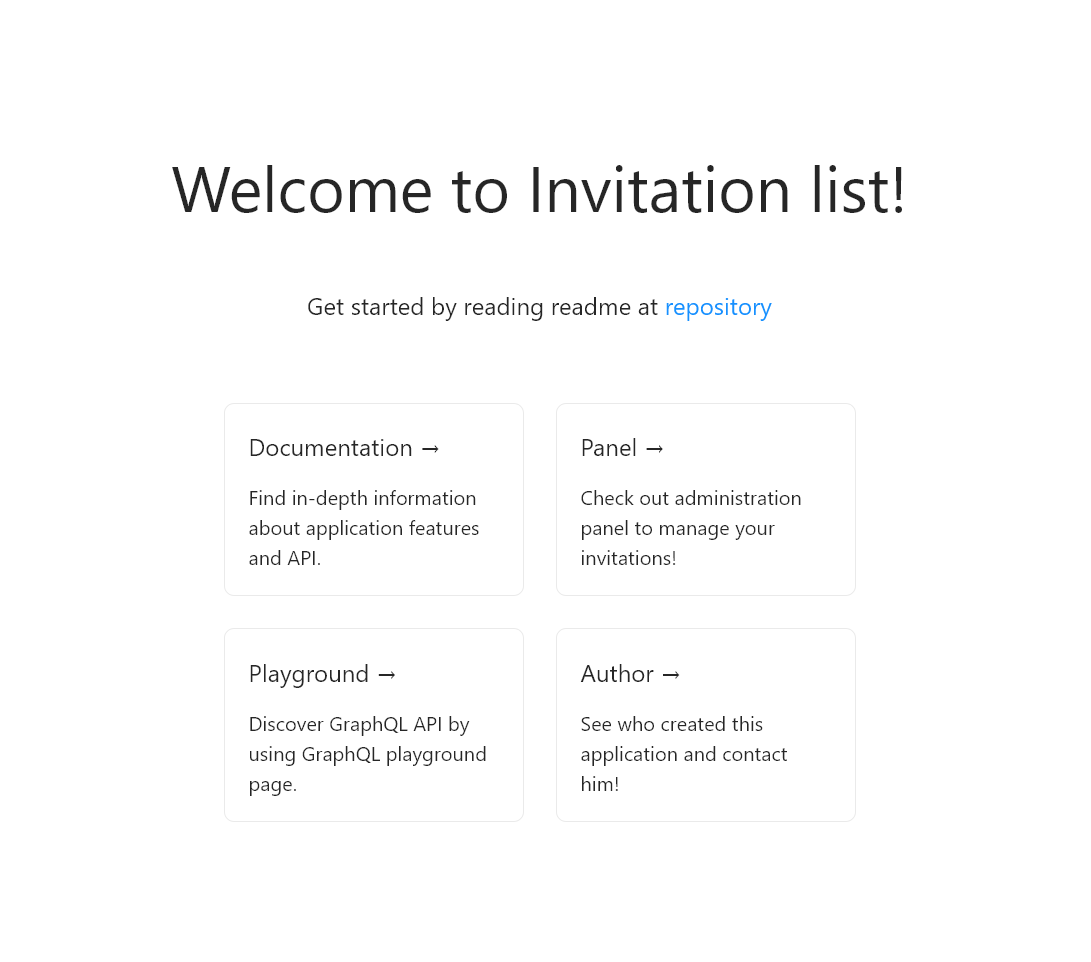 Welcome to Invitation list!
Get started by reading readme at repository
Documentation →
Find in-depth information
about application features
and API.
Panel →
Check out administration
panel to manage your
invitations!
Playground →
Discover GraphQL API by
using GraphQL playground
page.
Author →
See who created this
application and contact
him!